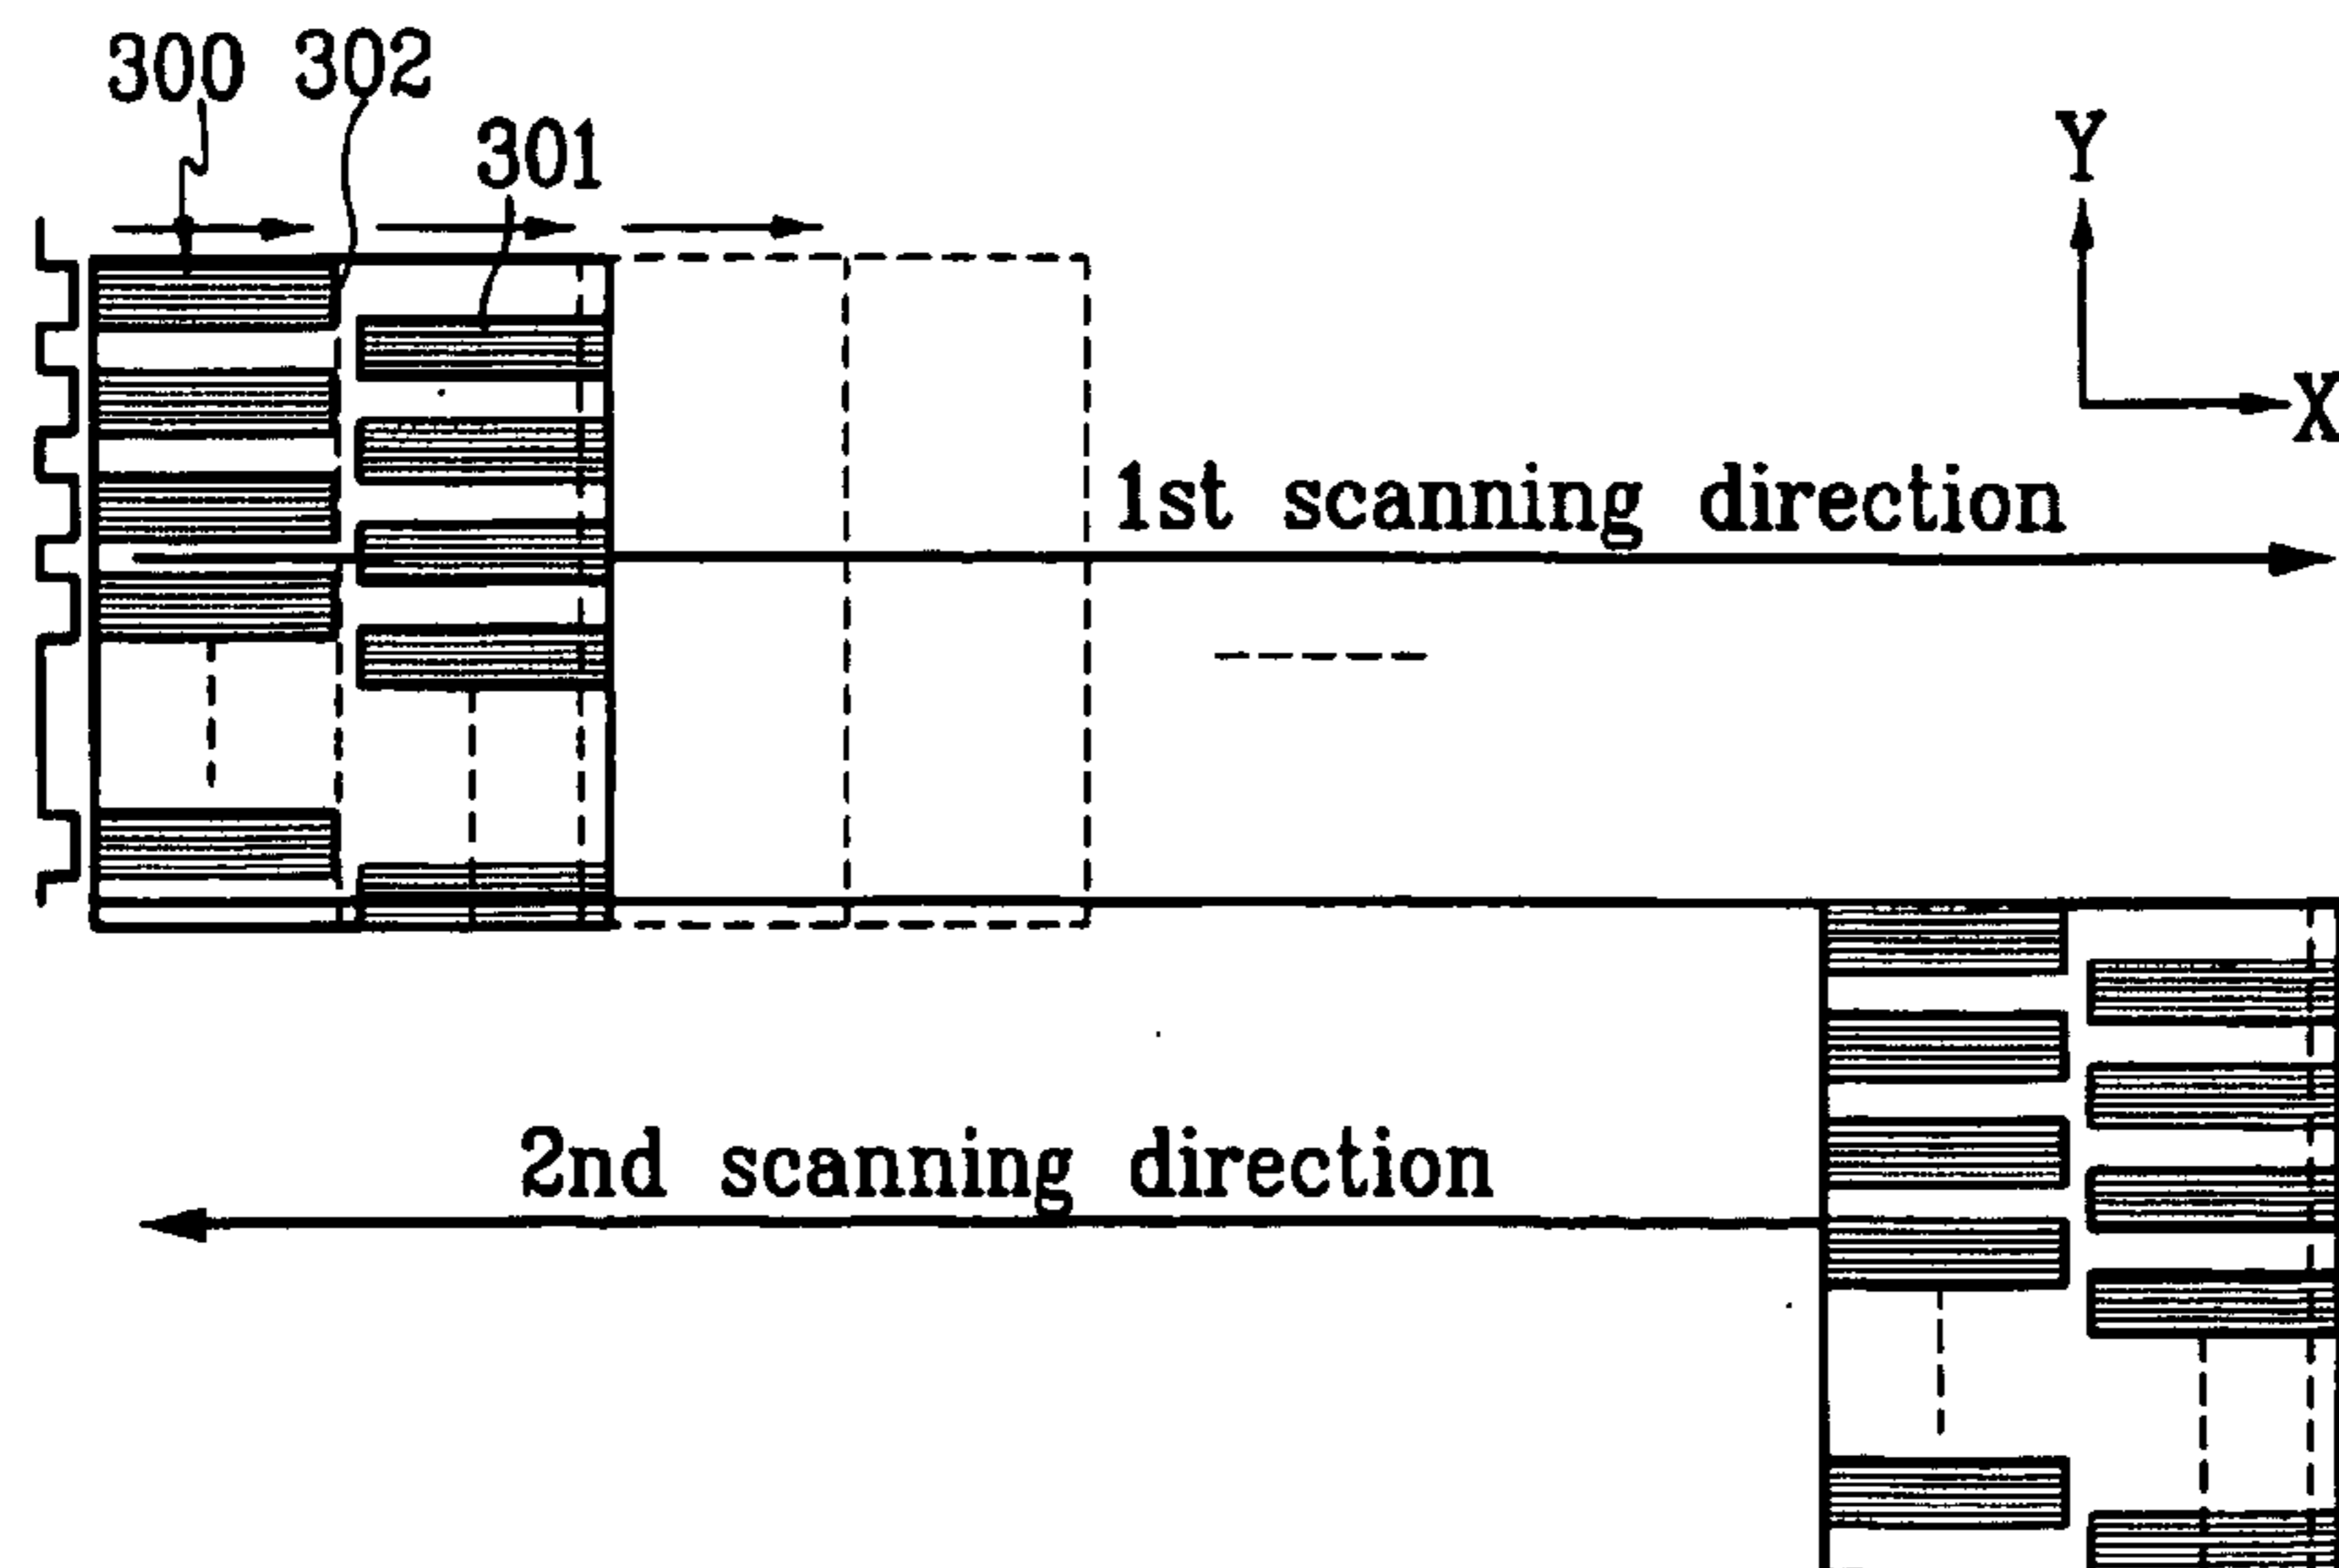 300 302
301
Y
X
1st scanning direction
2nd scanning direction